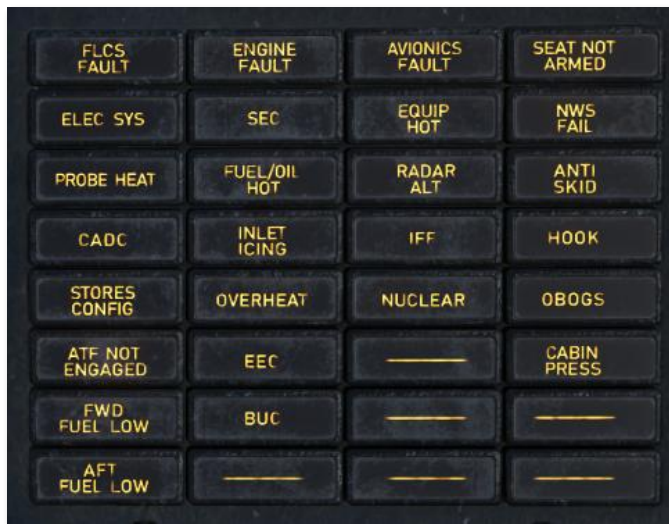 FLCS
FAULT
ENGINE
FAULT
AVIONICS
FAULT
SEAT NOT
ARMED
ELEC SYS
SEC
EQUIP
HOT
NWS
FAIL
PROBE HEAT
FUEL/OIL
HOT
RADAR
ALT
ANTI
SKID
CADC
INLET
ICING
IFF
HOOK
STORES
CONFIG
OVERHEAT
NUCLEAR
OBOGS
ATF NOT
ENGAGED
EEC
CABIN
PRESS
FWD
FUEL LOW
BUC
AFT
FUEL LOW